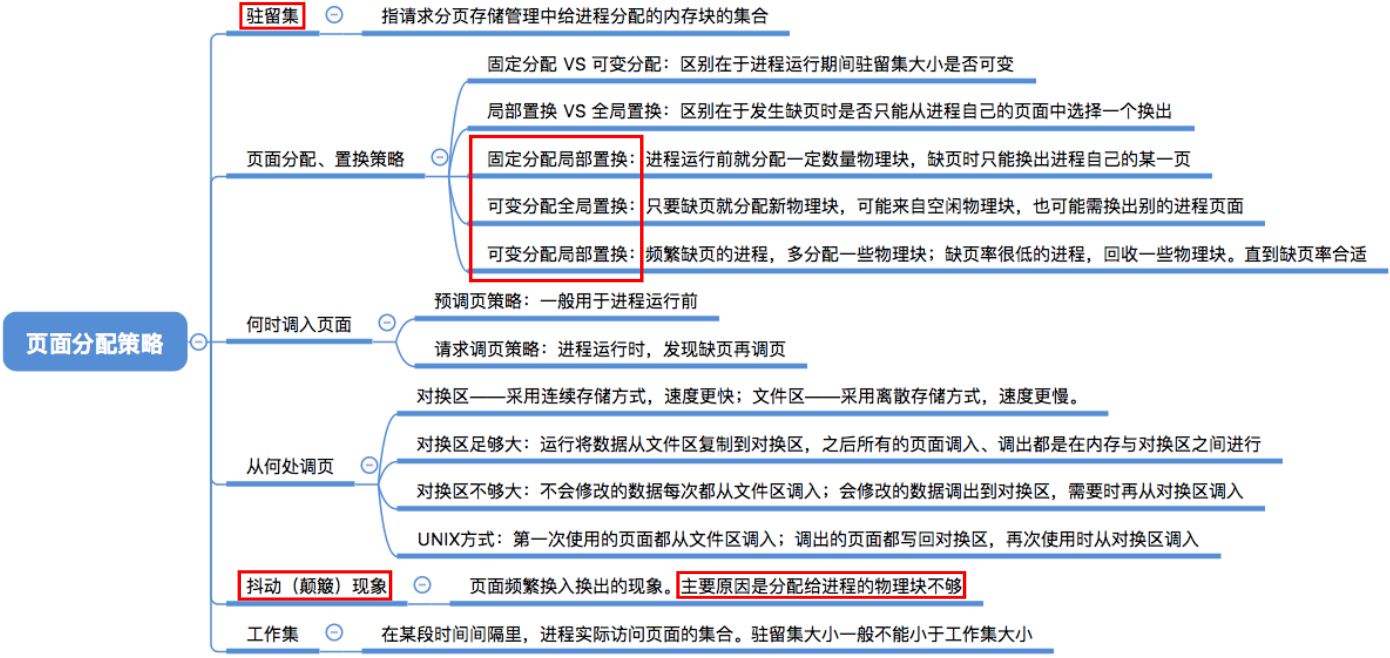 驻留集
指请求分页存储管理中给进程分配的内存块的集合
固定分配 VS 可变分配：区别在于进程运行期间驻留集大小是否可变
局部置换 VS 全局置换：区别在于发生缺页时是否只能从进程自己的页面中选择一个换出
页面分配、置换策略
固定分配局部置换：进程运行前就分配一定数量物理块，缺页时只能换出进程自己的某一页
可变分配全局置换：只要缺页就分配新物理块，可能来自空闲物理块，也可能需换出别的进程页面
可变分配局部置换：频繁缺页的进程，多分配一些物理块；缺页率很低的进程，回收一些物理块。直到缺页率合适
页面分配策略
何时调入页面
预调页策略：一般用于进程运行前
请求调页策略：进程运行时，发现缺页再调页
从何处调页
对换区——采用连续存储方式，速度更快；文件区——采用离散存储方式，速度更慢。
对换区足够大：运行将数据从文件区复制到对换区，之后所有的页面调入、调出都是在内存与对换区之间进行
对换区不够大：不会修改的数据每次都从文件区调入；会修改的数据调出到对换区，需要时再从对换区调入
UNIX方式：第一次使用的页面都从文件区调入；调出的页面都写回对换区，再次使用时从对换区调入
抖动（颠簸）现象
页面频繁换入换出的现象。主要原因是分配给进程的物理块不够
工作集
在某段时间间隔里，进程实际访问页面的集合。驻留集大小一般不能小于工作集大小